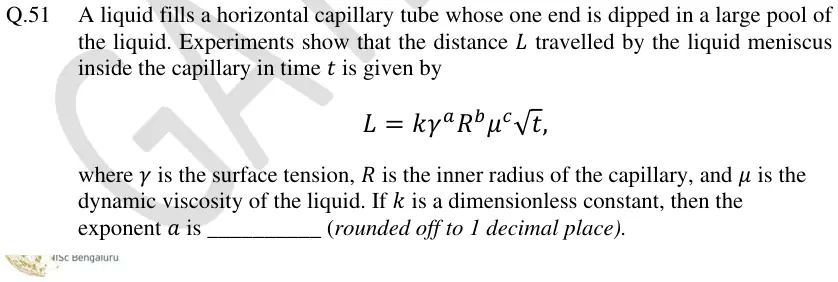 Q.51 A liquid fills a horizontal capillary tube whose one end is dipped in a large pool of
the liquid. Experiments show that the distance L travelled by the liquid meniscus
inside the capillary in time t is given by
L = kγᵃRᵇμᶜ√t,
where γ is the surface tension, R is the inner radius of the capillary, and μ is the
dynamic viscosity of the liquid. If k is a dimensionless constant, then the
exponent a is __________ (rounded off to 1 decimal place).
IISc Bengaluru